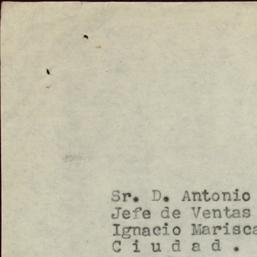 Sr. D. Antonio
Jefe de Ventas
Ignacio Marisca
C i u d a d .